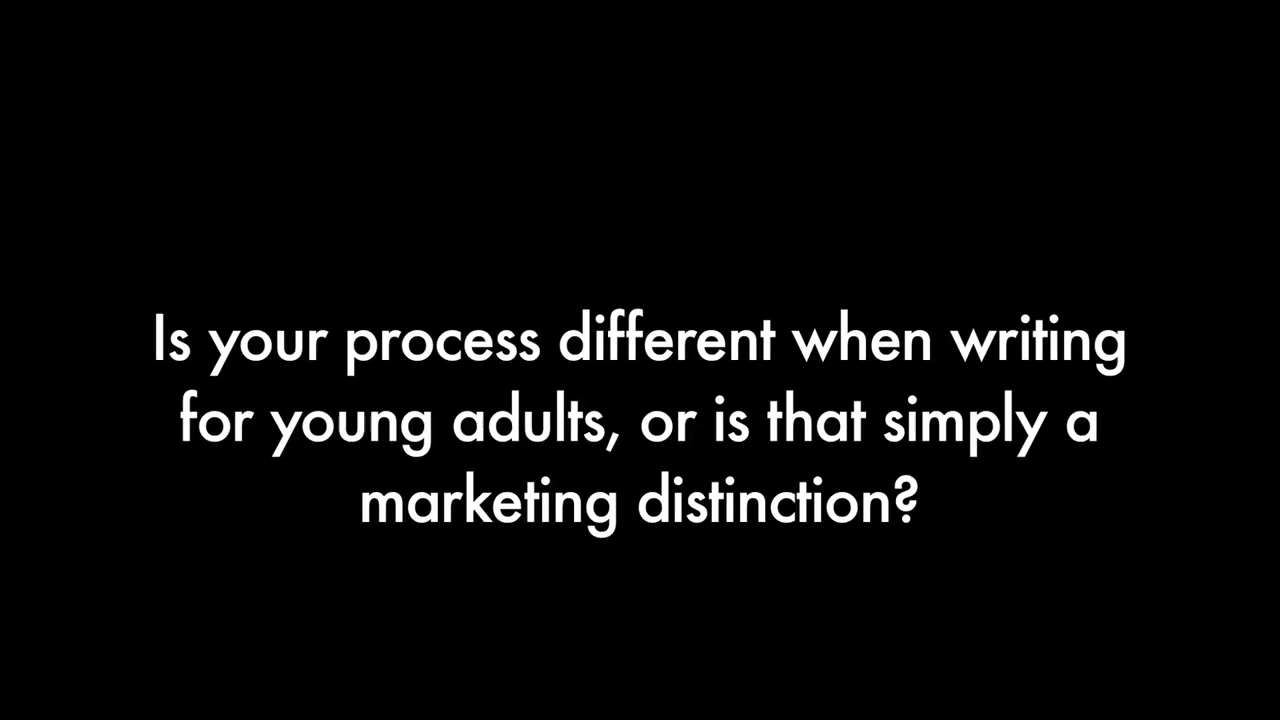 Is your process different when writing
for young adults, or is that simply a
marketing distinction?